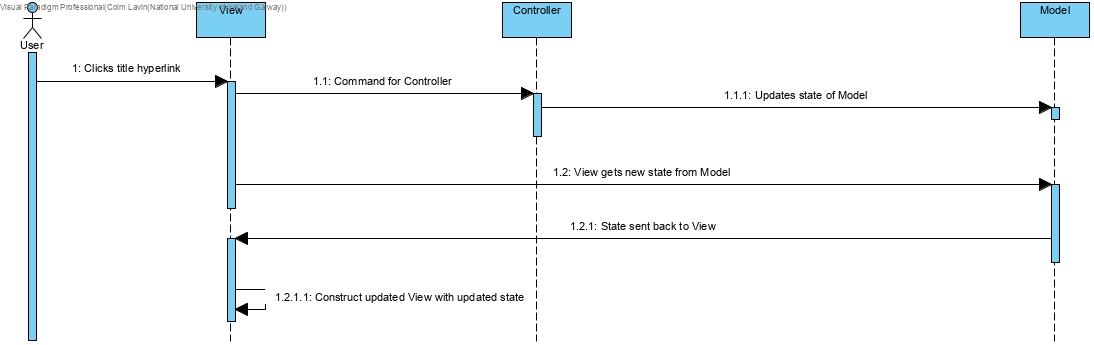 Visual Paradigm Professional(Colm Lavin(National University of Ireland Galway))
View
Controller
Model
User
1: Clicks title hyperlink
1.1: Command for Controller
1.1.1: Updates state of Model
1.2: View gets new state from Model
1.2.1: State sent back to View
1.2.1.1: Construct updated View with updated state